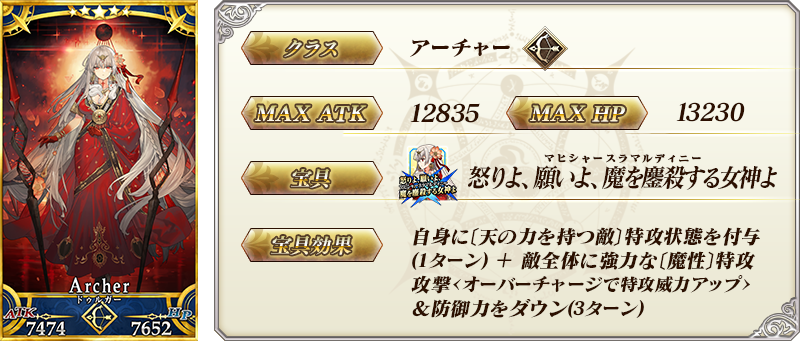 Archer
ドゥルガー
ATK
HP
7474
7652
クラス
アーチャー
MAX ATK
12835
MAX HP
13230
宝具
マヒシャースラマルディニー
怒りよ、願いよ、魔を鏖殺する女神よ
宝具効果
自身に〔天の力を持つ敵〕特攻状態を付与
(1ターン) ＋ 敵全体に強力な〔魔性〕特攻
攻撃<オーバーチャージで特攻威力アップ>
＆防御力をダウン(3ターン)